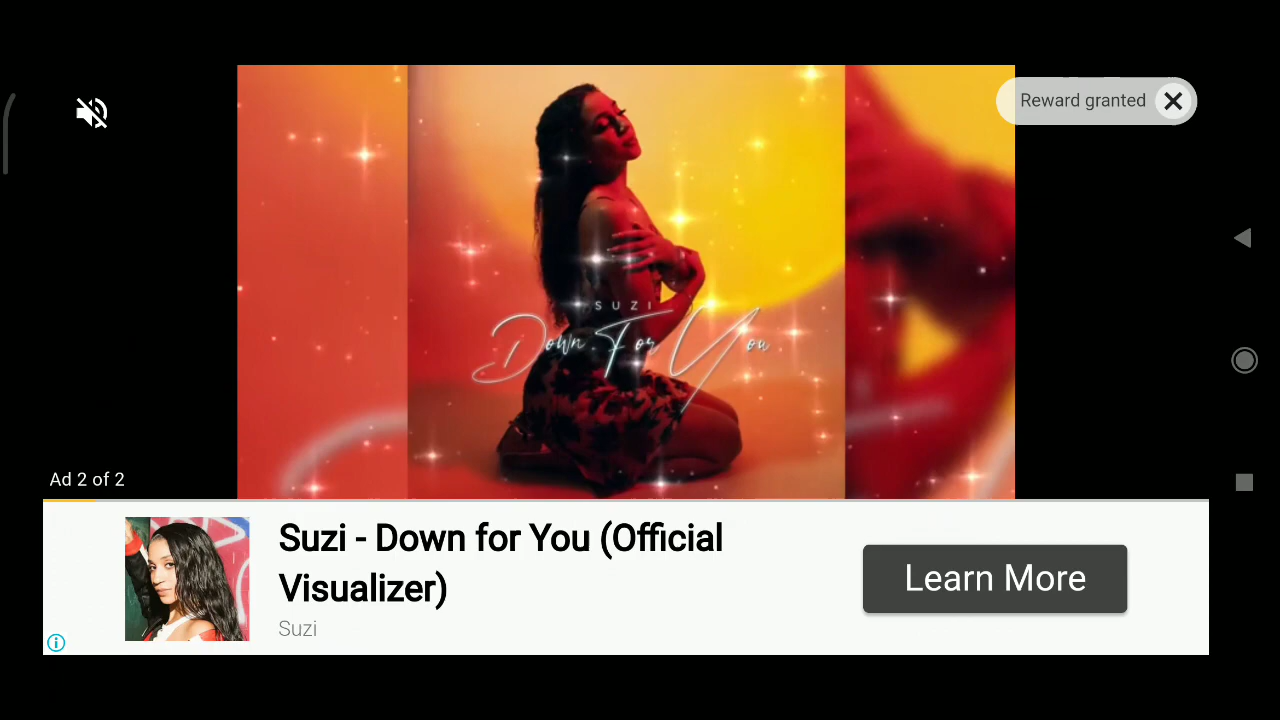 Reward granted
SUZI
Down For You
Ad 2 of 2
Suzi - Down for You (Official
Visualizer)
Suzi
Learn More